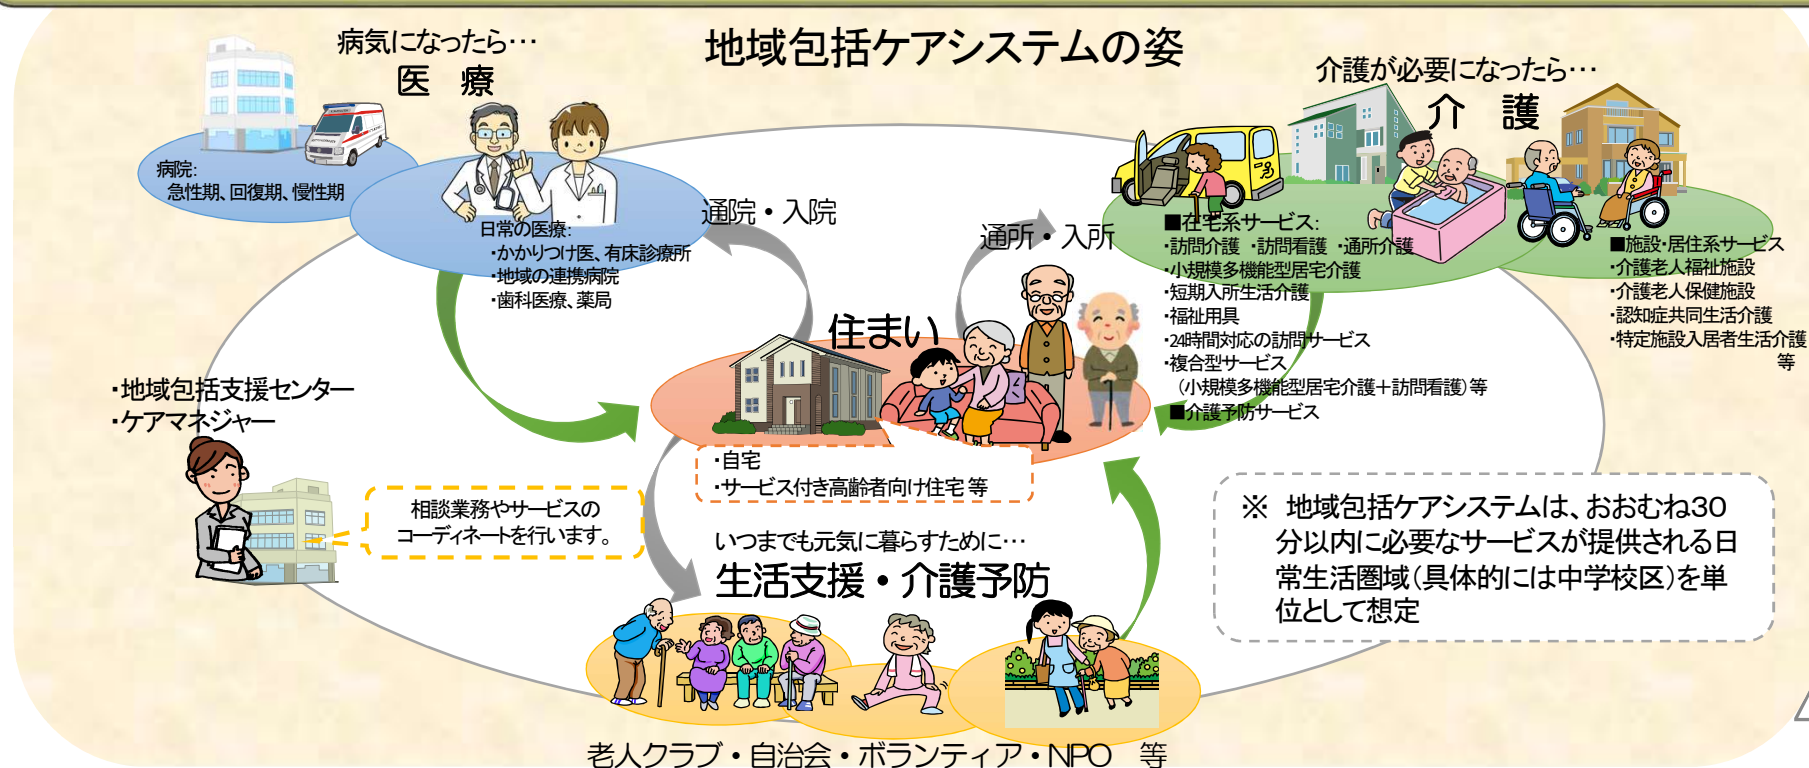 地域包括ケアシステムの姿
病気になったら…
医 療
病院:
急性期、回復期、慢性期
日常の医療:
・かかりつけ医、有床診療所
・地域の連携病院
・歯科医療、薬局
通院・入院
通所・入所
介護が必要になったら…
介 護
■在宅系サービス:
・訪問介護 ・訪問看護 ・通所介護
・小規模多機能型居宅介護
・短期入所生活介護
・福祉用具
・24時間対応の訪問サービス
・複合型サービス
(小規模多機能型居宅介護+訪問看護)等
■介護予防サービス
■施設・居住系サービス
・介護老人福祉施設
・介護老人保健施設
・認知症共同生活介護
・特定施設入居者生活介護
等
住まい
・自宅
・サービス付き高齢者向け住宅 等
・地域包括支援センター
・ケアマネジャー
相談業務やサービスの
コーディネートを行います。
いつまでも元気に暮らすために…
生活支援・介護予防
老人クラブ・自治会・ボランティア・NPO 等
※ 地域包括ケアシステムは、おおむね30
分以内に必要なサービスが提供される日
常生活圏域(具体的には中学校区)を単
位として想定